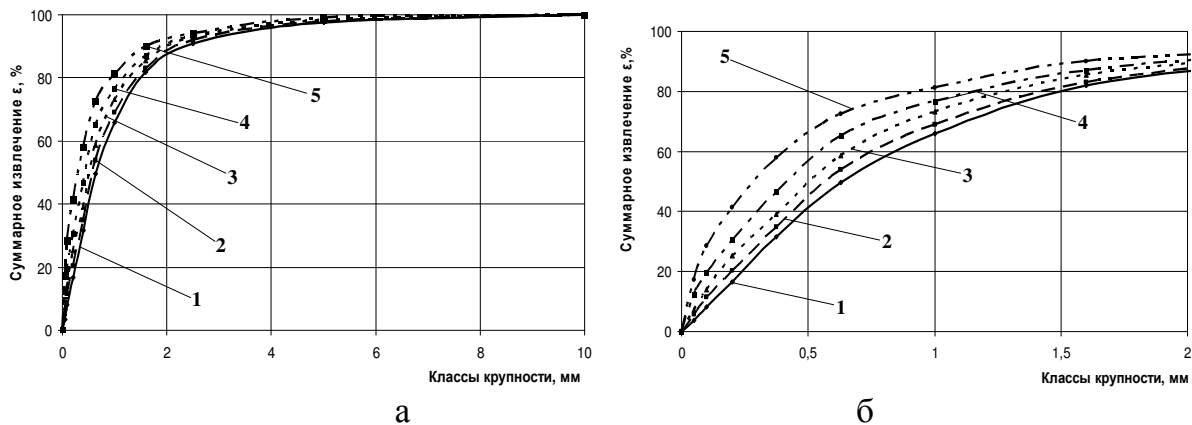 Суммарное извлечение ε, %
100
80
60
40
20
0
0 2 4 6 8 10
Классы крупности, мм
5
4
3
2
1
а
Суммарное извлечение ε,%
100
80
60
40
20
0
0 0,5 1 1,5 2
Классы крупности, мм
5
4
3
2
1
б